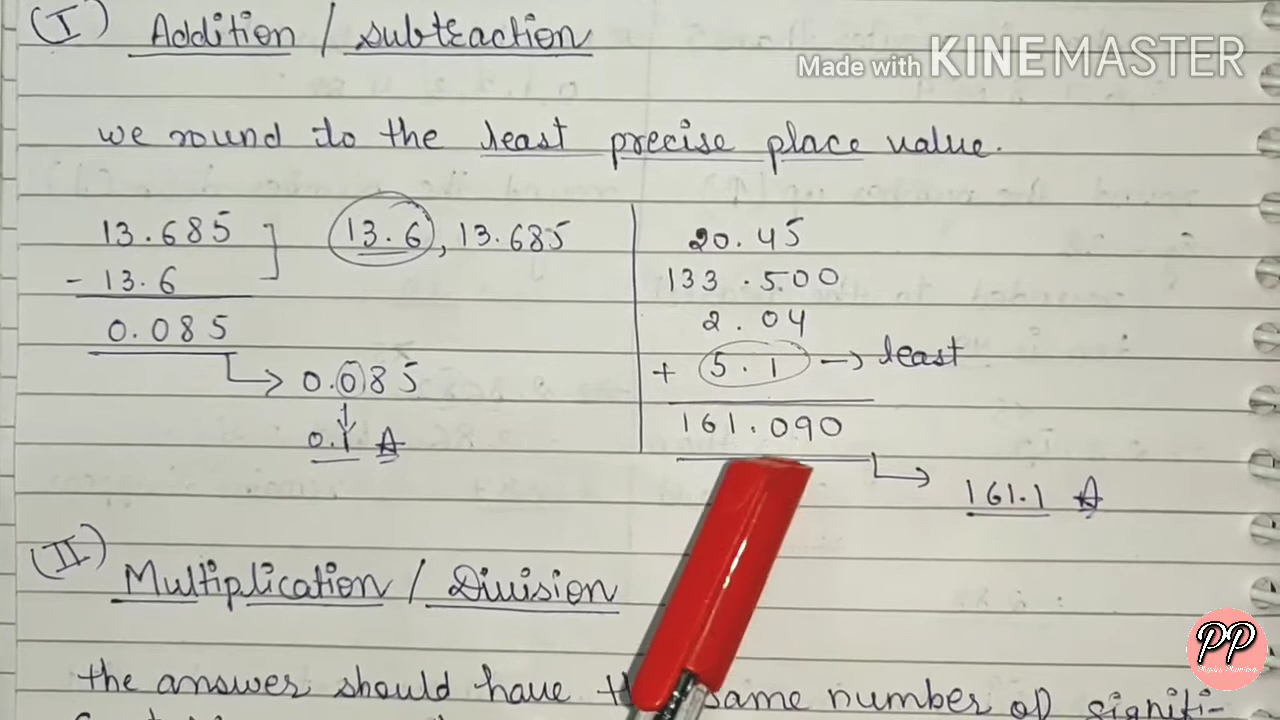 (I) Addition / subtraction
Made with KINEMASTER
we round to the least precise place value.
13.685
- 13.6
0.085
13.6, 13.685
0.085
0.1 A
20.45
133.500
2.04
+ 5.1 → least
161.090
161.1 A
(II) Multiplication / Division
PP
the answer should have same number of signifi-